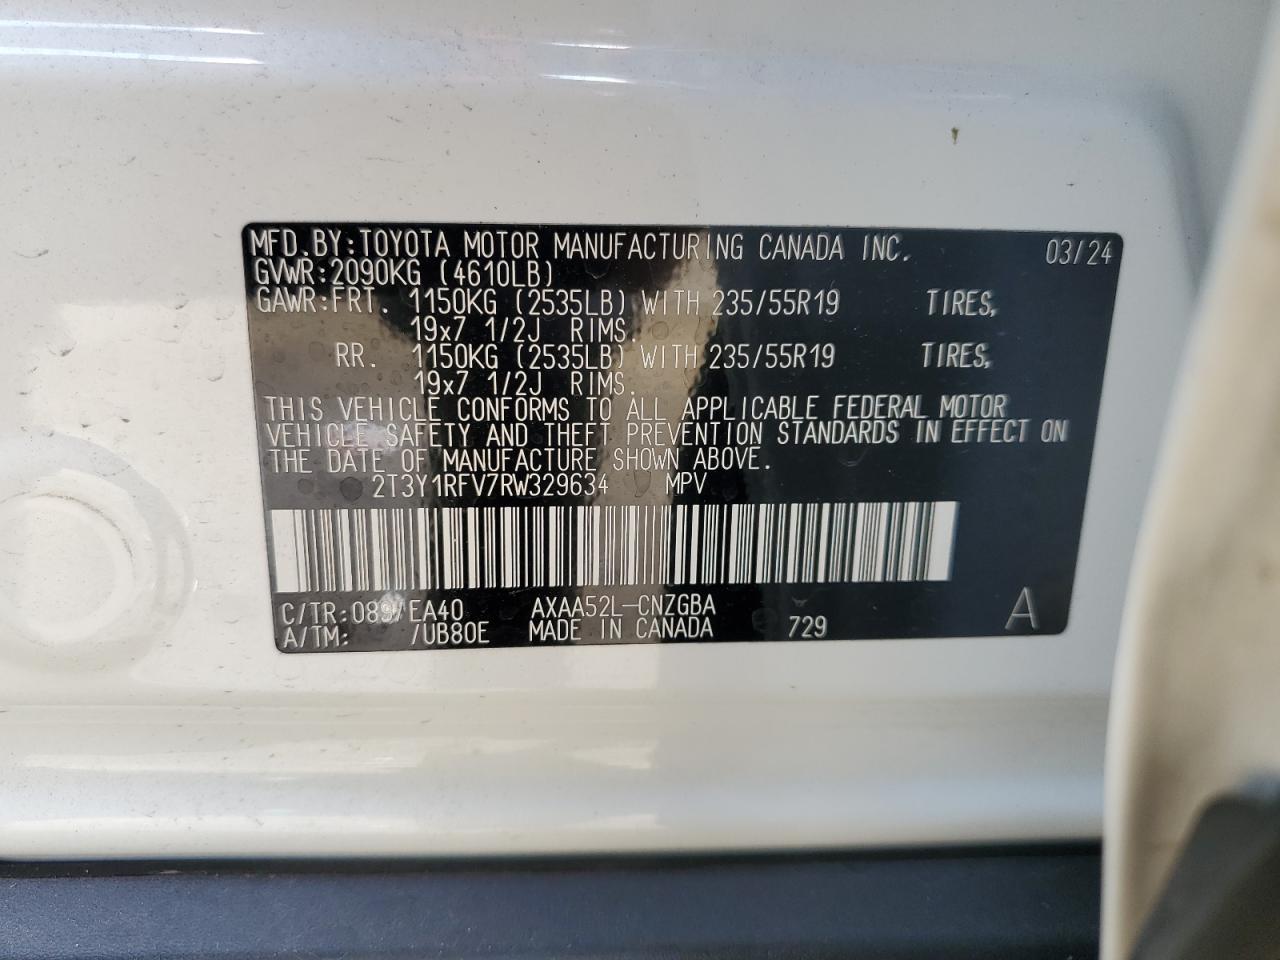 MFD.BY:TOYOTA MOTOR MANUFACTURING CANADA INC. 03/24
GVWR:2090KG (4610LB)
GAWR:FRT. 1150KG (2535LB) WITH 235/55R19 TIRES,
19x7 1/2J RIMS.
RR. 1150KG (2535LB) WITH 235/55R19 TIRES,
19x7 1/2J RIMS.
THIS VEHICLE CONFORMS TO ALL APPLICABLE FEDERAL MOTOR
VEHICLE SAFETY AND THEFT PREVENTION STANDARDS IN EFFECT ON
THE DATE OF MANUFACTURE SHOWN ABOVE.
2T3Y1RFV7RW329634 MPV
C/TR:089/EA40 AXAA52L-CNZGBA
A/TM: /UB80E MADE IN CANADA 729 A